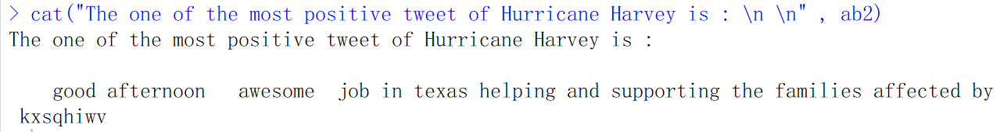 > cat("The one of the most positive tweet of Hurricane Harvey is : \n \n" , ab2)
The one of the most positive tweet of Hurricane Harvey is :
good afternoon awesome job in texas helping and supporting the families affected by
kxsqhiwv